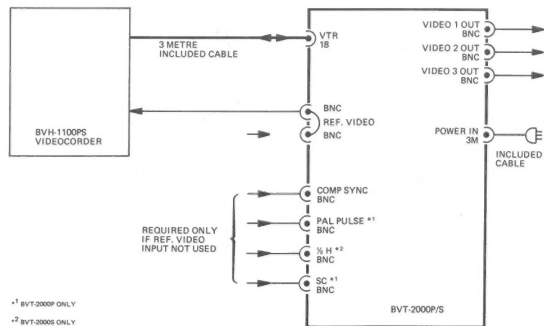 3 METRE
INCLUDED CABLE
BVH-1100PS
VIDEOCORDER
VTR
18
BNC
REF. VIDEO
BNC
COMP SYNC
BNC
PAL PULSE *1
BNC
½ H *2
BNC
SC *1
BNC
REQUIRED ONLY
IF REF. VIDEO
INPUT NOT USED
VIDEO 1 OUT
BNC
VIDEO 2 OUT
BNC
VIDEO 3 OUT
BNC
POWER IN
3M
INCLUDED
CABLE
BVT-2000P/S
*1 BVT-2000P ONLY
*2 BVT-2000S ONLY